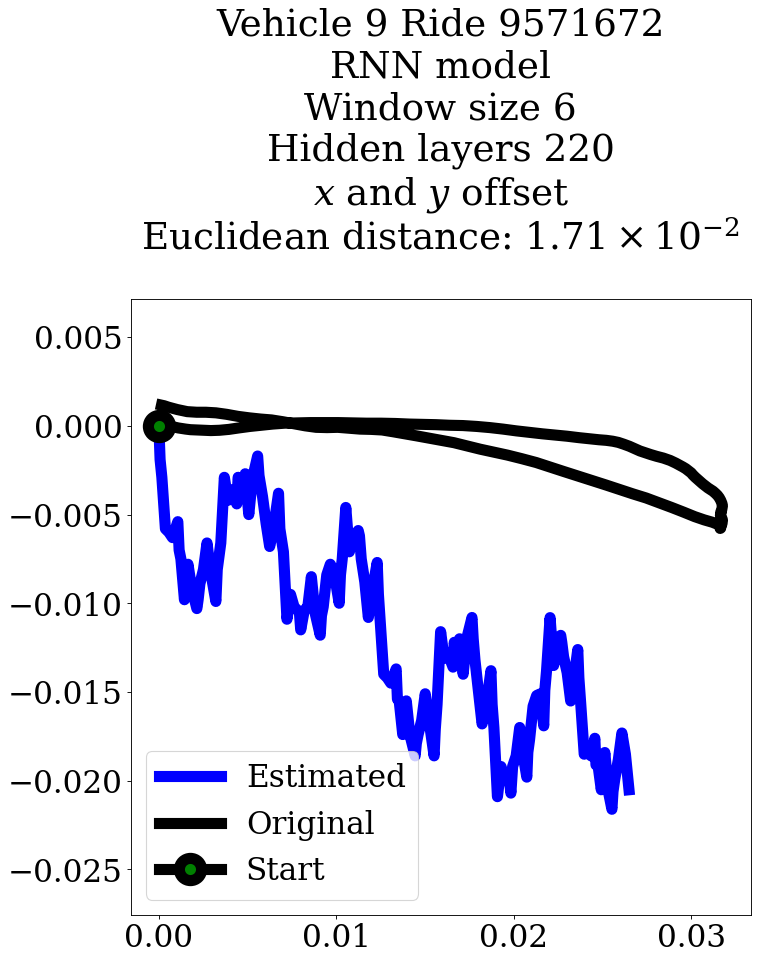 Vehicle 9 Ride 9571672
RNN model
Window size 6
Hidden layers 220
x and y offset
Euclidean distance: 1.71 × 10⁻²
0.005
0.000
−0.005
−0.010
−0.015
−0.020
−0.025
Estimated
Original
Start
0.00 0.01 0.02 0.03